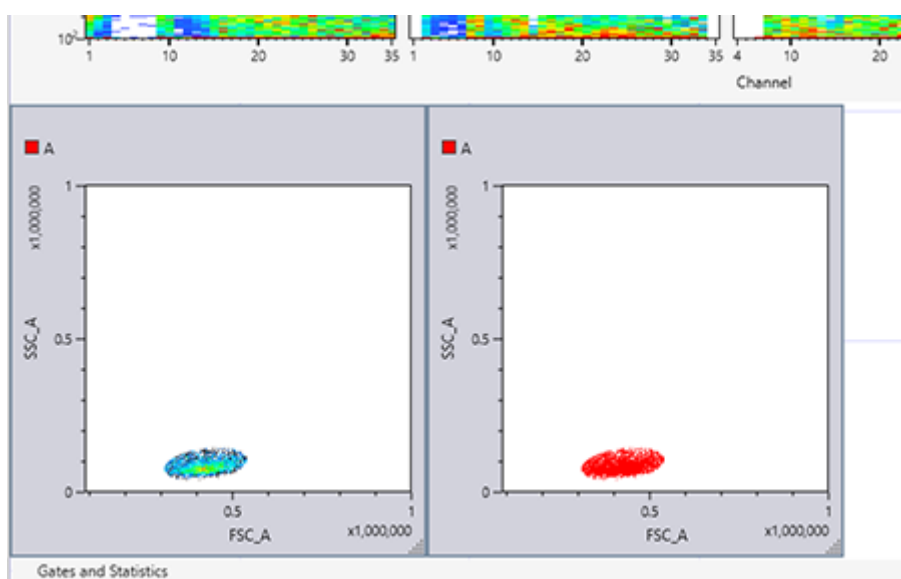 10²
1 10 20 30 35
1 10 20 30 35
4 10 20
Channel
A
x1,000,000
SSC_A
1
0.5
0
0.5
1
FSC_A
x1,000,000
A
x1,000,000
SSC_A
1
0.5
0
0.5
1
FSC_A
x1,000,000
Gates and Statistics